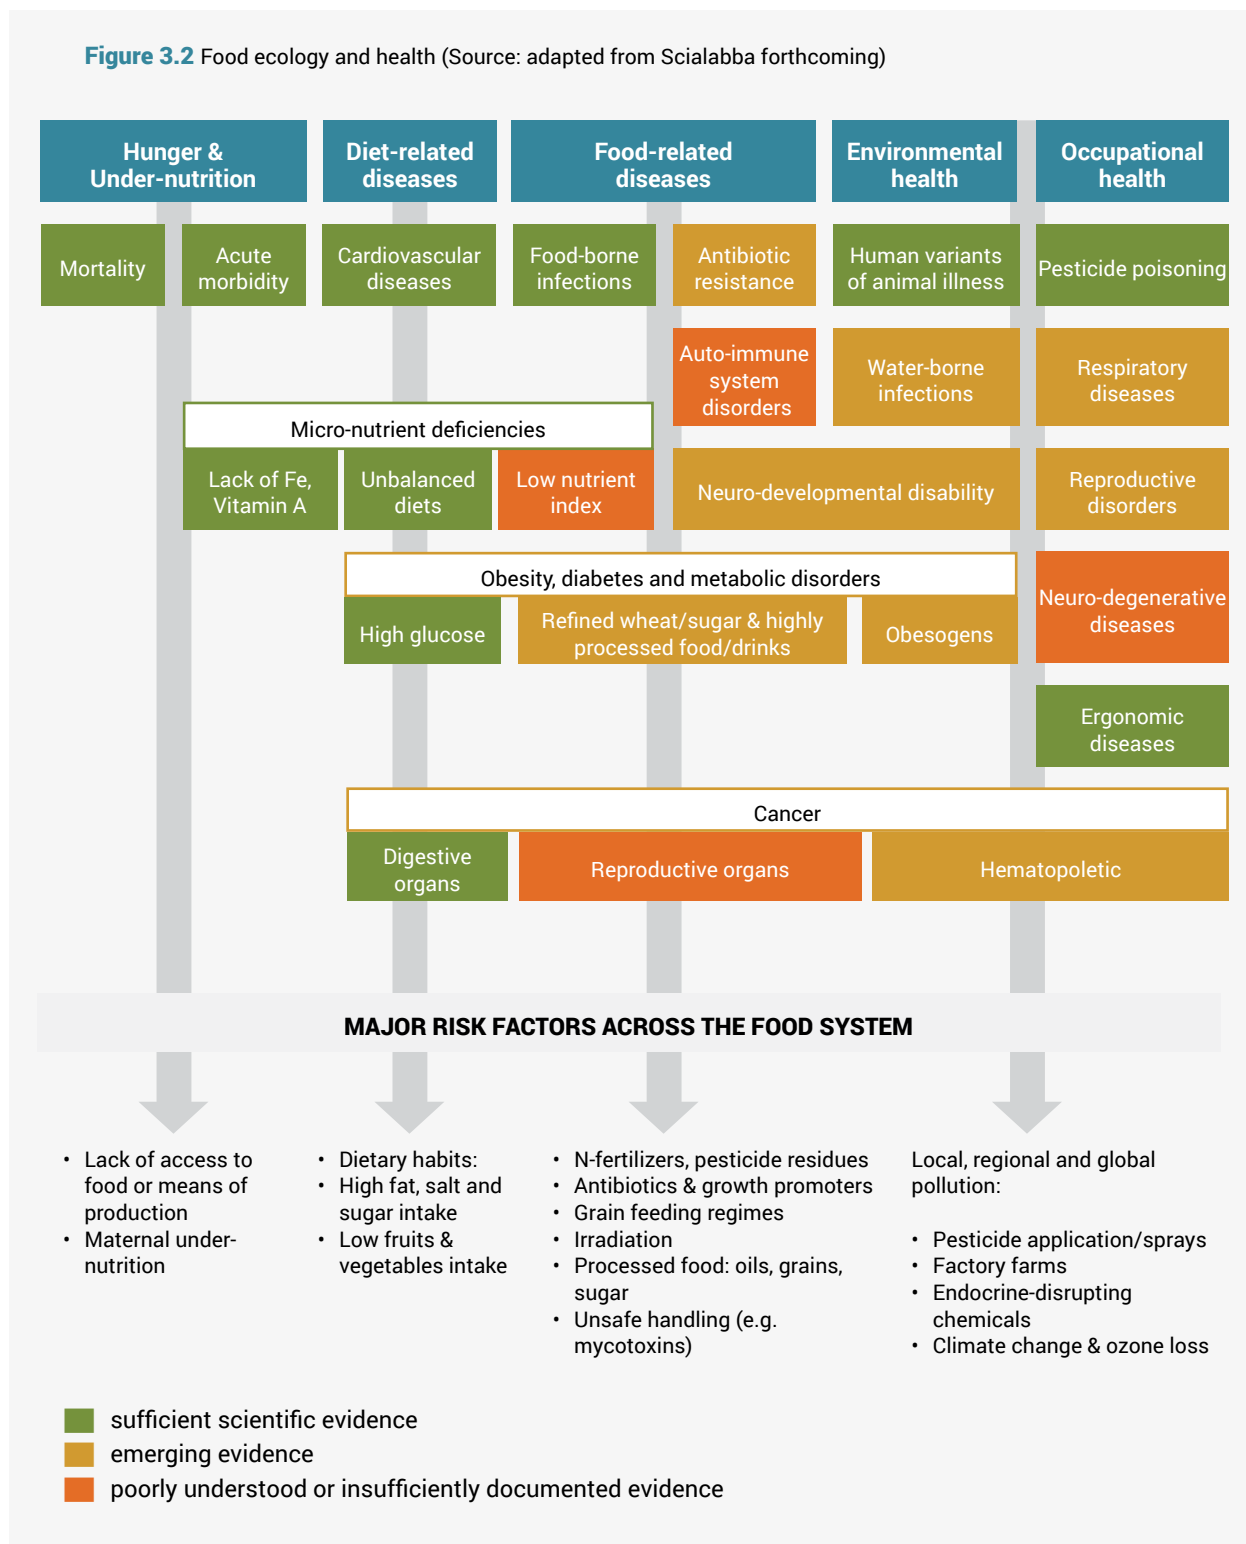 Figure 3.2 Food ecology and health (Source: adapted from Scialabba forthcoming)
Hunger &
Under-nutrition
Diet-related
diseases
Food-related
diseases
Environmental
health
Occupational
health
Mortality
Acute
morbidity
Cardiovascular
diseases
Food-borne
infections
Antibiotic
resistance
Human variants
of animal illness
Pesticide poisoning
Auto-immune
system
disorders
Water-borne
infections
Respiratory
diseases
Micro-nutrient deficiencies
Lack of Fe,
Vitamin A
Unbalanced
diets
Low nutrient
index
Neuro-developmental disability
Reproductive
disorders
Obesity, diabetes and metabolic disorders
High glucose
Refined wheat/sugar & highly
processed food/drinks
Obesogens
Neuro-degenerative
diseases
Ergonomic
diseases
Cancer
Digestive
organs
Reproductive organs
Hematopoletic
MAJOR RISK FACTORS ACROSS THE FOOD SYSTEM
• Lack of access to
food or means of
production
• Maternal under-
nutrition
• Dietary habits:
• High fat, salt and
sugar intake
• Low fruits &
vegetables intake
• N-fertilizers, pesticide residues
• Antibiotics & growth promoters
• Grain feeding regimes
• Irradiation
• Processed food: oils, grains,
sugar
• Unsafe handling (e.g.
mycotoxins)
Local, regional and global
pollution:
• Pesticide application/sprays
• Factory farms
• Endocrine-disrupting
chemicals
• Climate change & ozone loss
sufficient scientific evidence
emerging evidence
poorly understood or insufficiently documented evidence